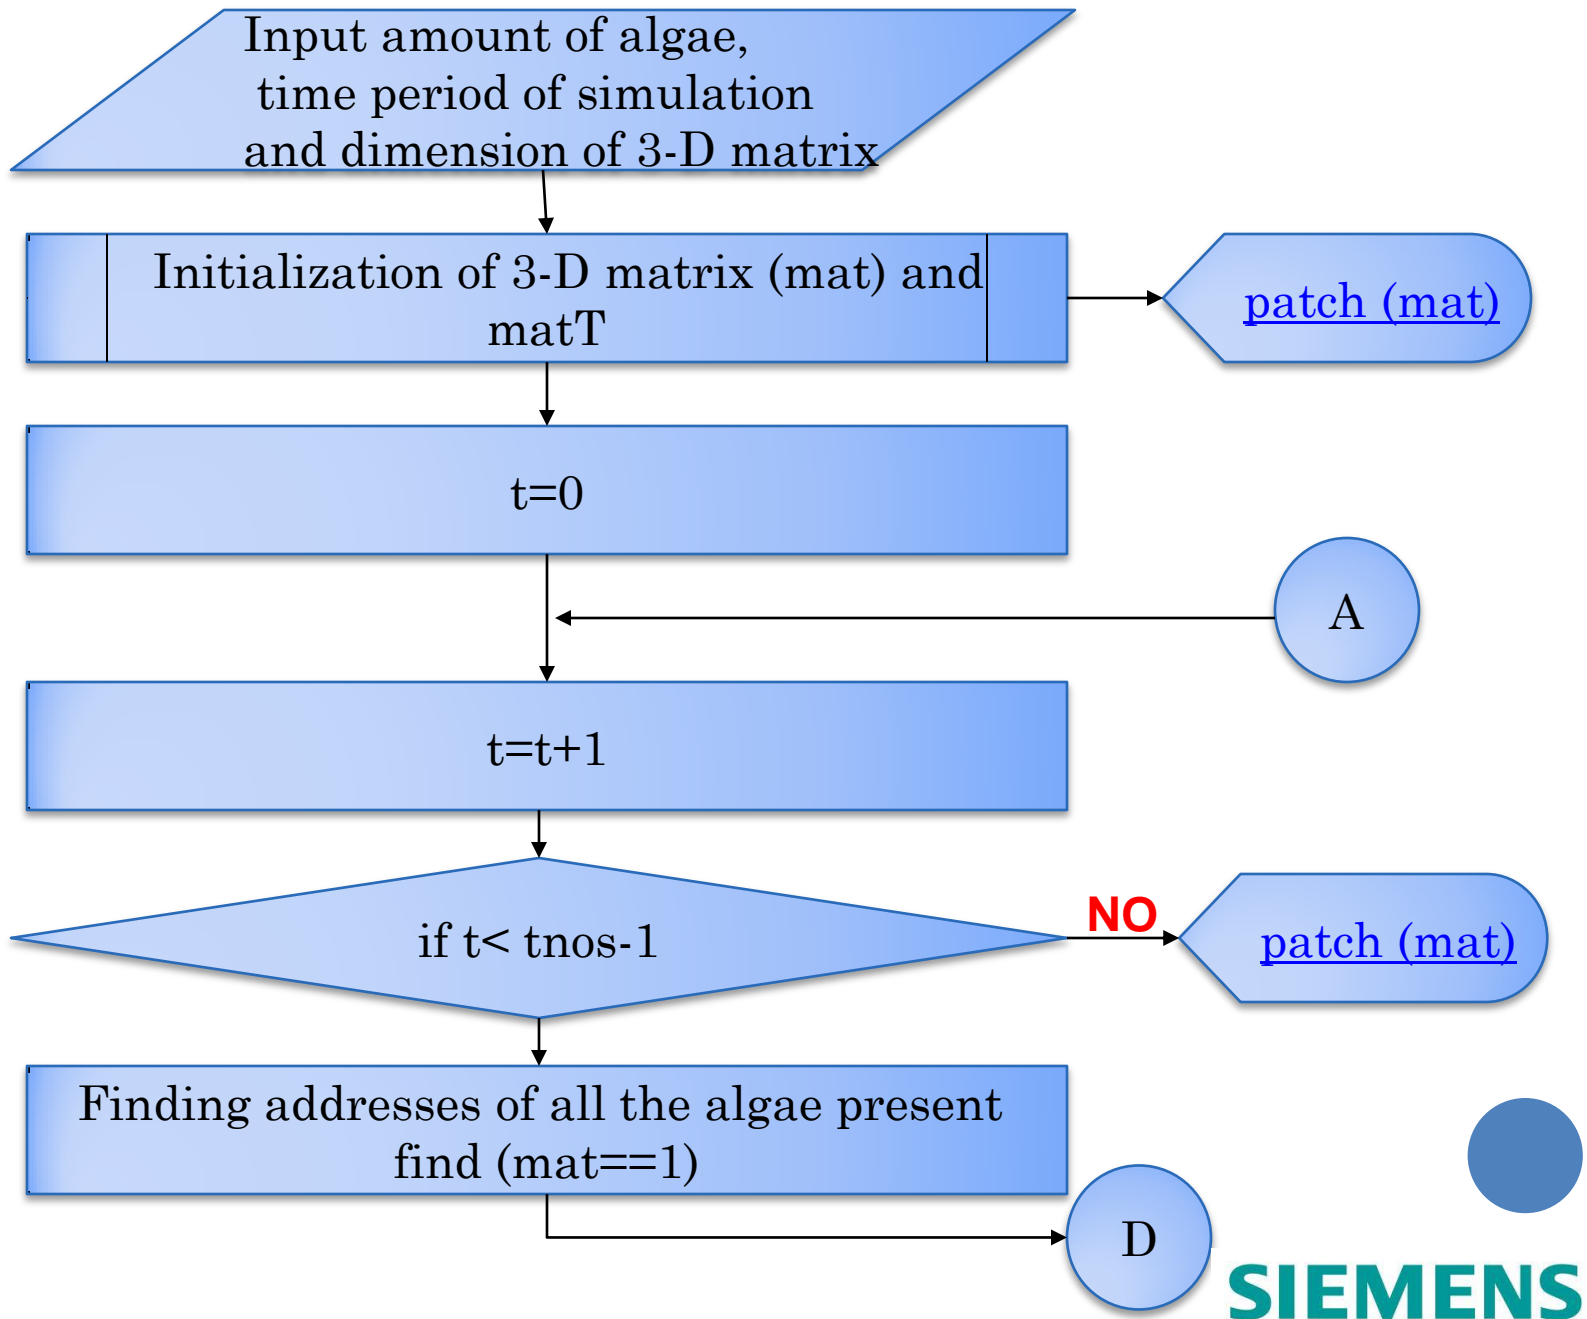 Input amount of algae,
time period of simulation
and dimension of 3-D matrix
Initialization of 3-D matrix (mat) and
matT
patch (mat)
t=0
A
t=t+1
if t< tnos-1
NO
patch (mat)
Finding addresses of all the algae present
find (mat==1)
D
SIEMENS